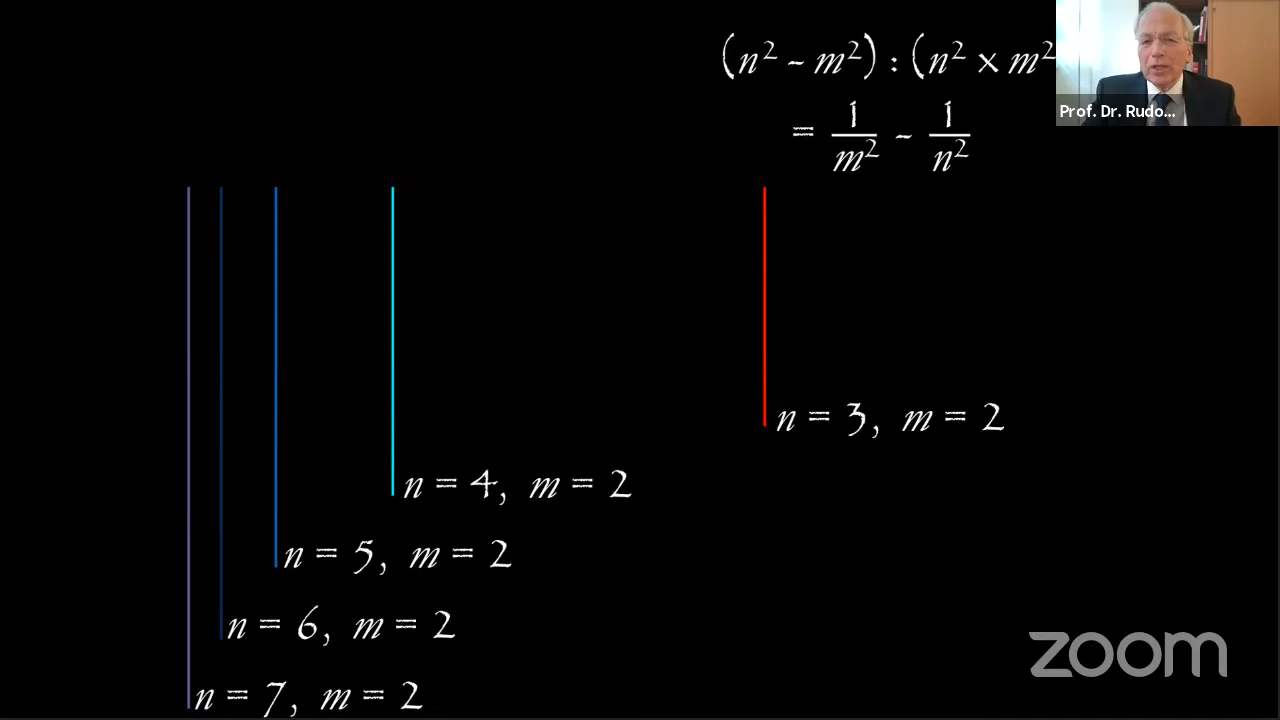 (n² - m²) : (n² × m²
= 1/m² - 1/n²
Prof. Dr. Rudo...
n = 3, m = 2
n = 4, m = 2
n = 5, m = 2
n = 6, m = 2
zoom
n = 7, m = 2